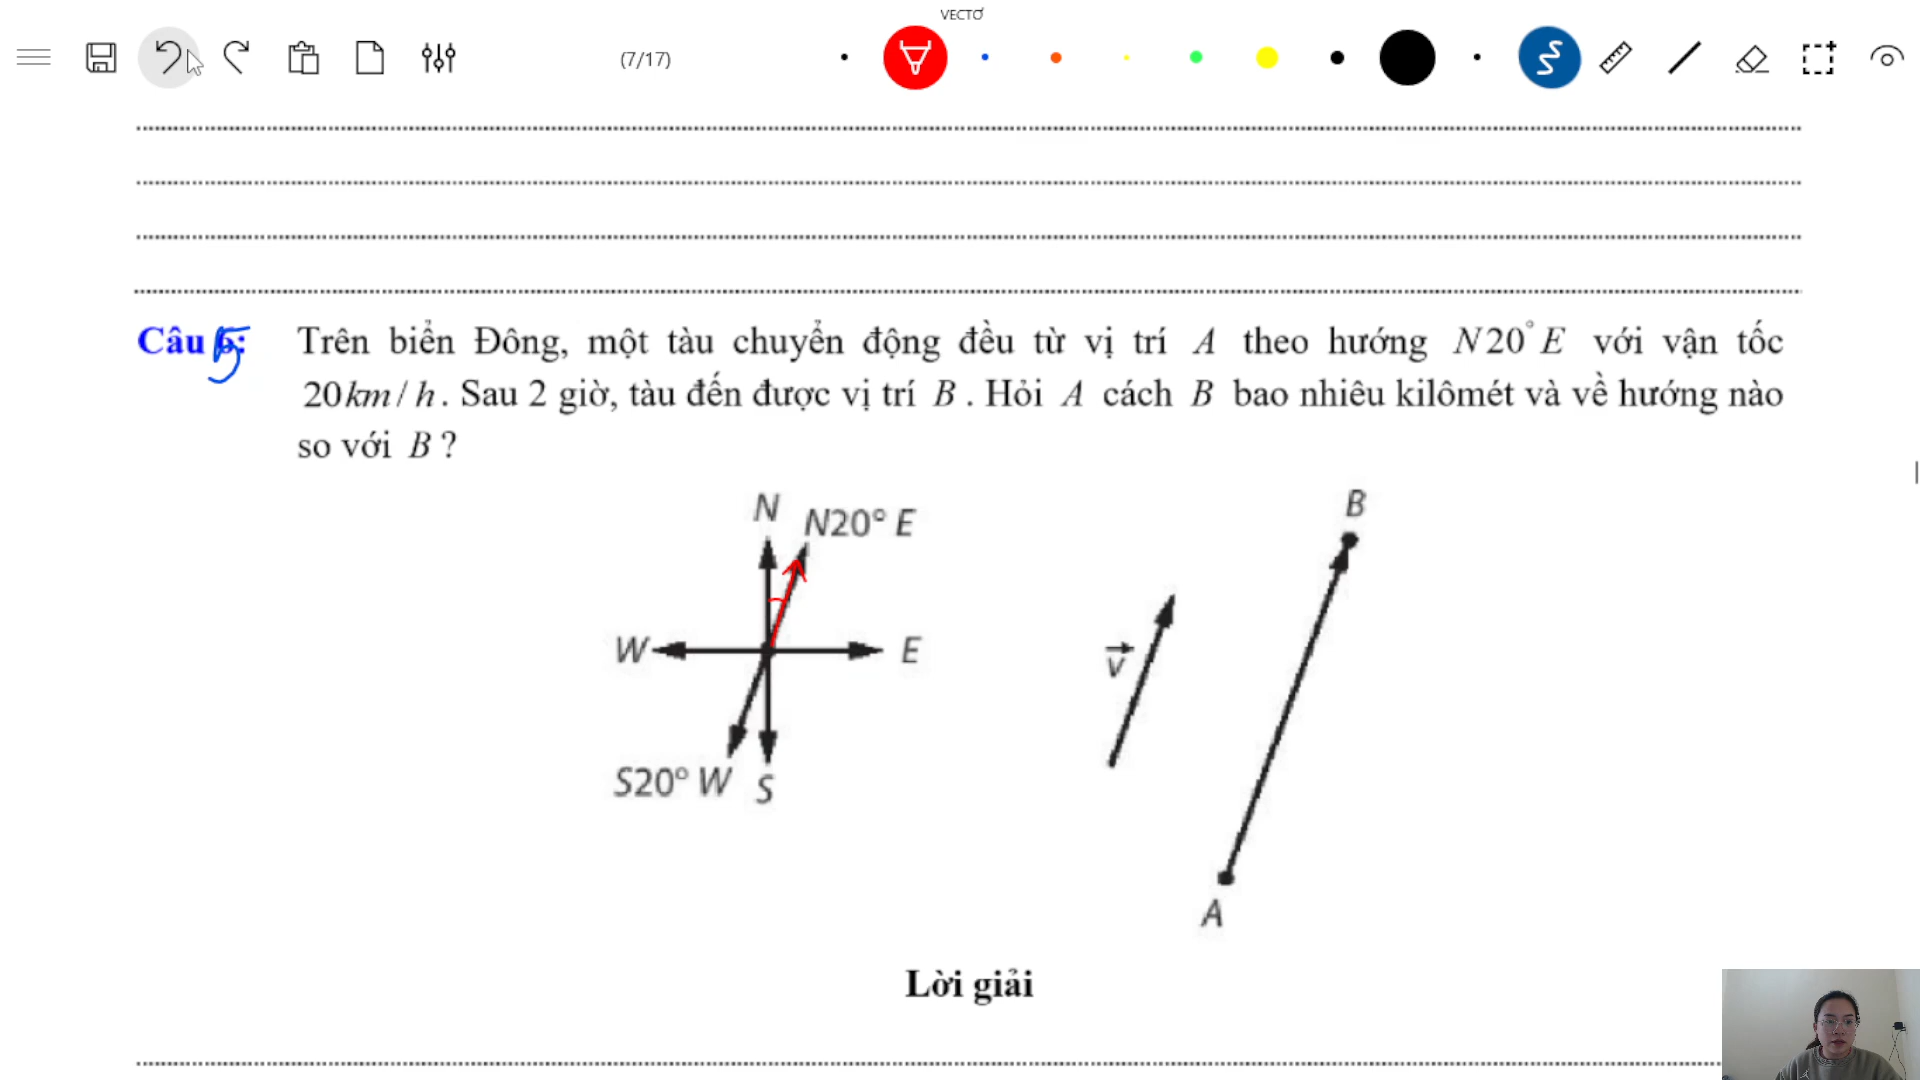 VECTƠ
(7/17)
Câu 5: Trên biển Đông, một tàu chuyển động đều từ vị trí A theo hướng N20°E với vận tốc
20km/h. Sau 2 giờ, tàu đến được vị trí B. Hỏi A cách B bao nhiêu kilômét và về hướng nào
so với B?
N
N20° E
W
E
S20° W
S
v⃗
B
A
Lời giải